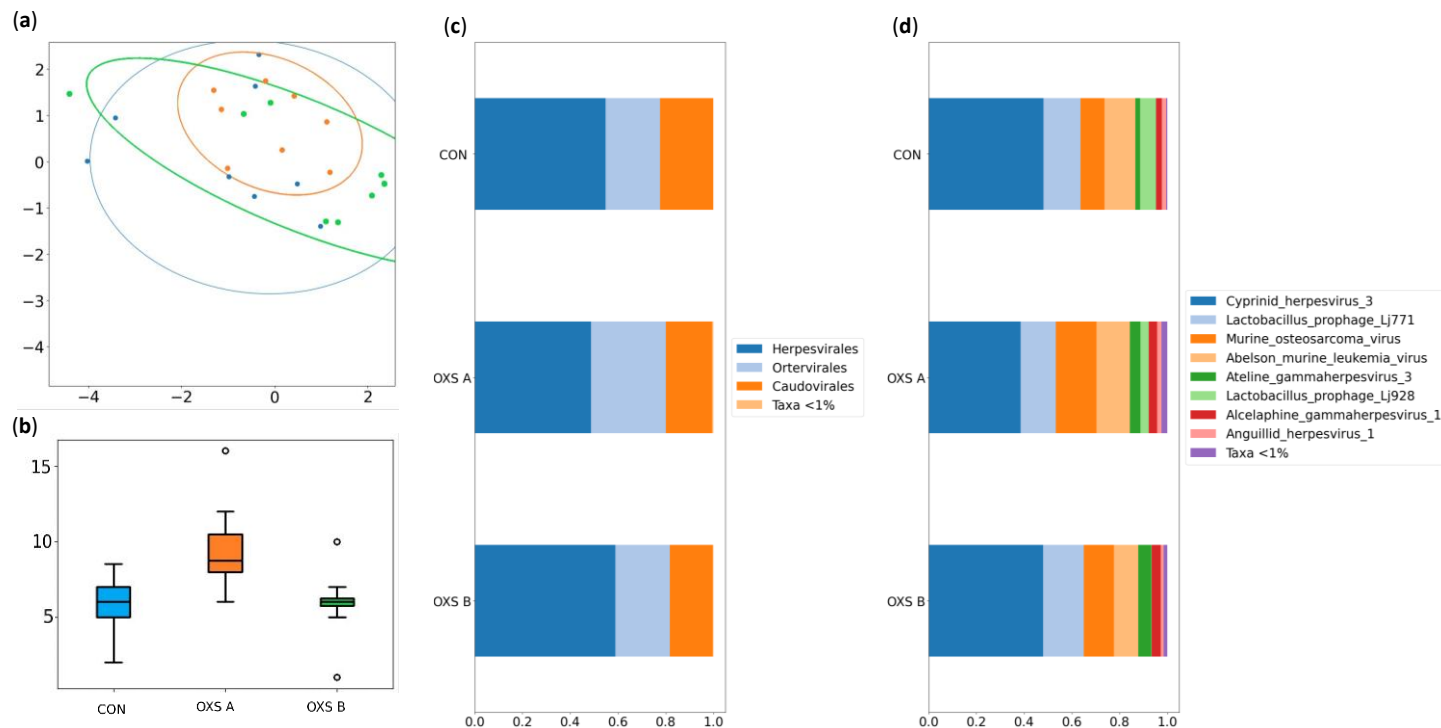 (a)
2
1
0
−1
−2
−3
−4
−4
−2
0
2
(b)
15
10
5
CON
OXS A
OXS B
(c)
CON
OXS A
OXS B
0.0
0.2
0.4
0.6
0.8
1.0
Herpesvirales
Ortervirales
Caudovirales
Taxa <1%
(d)
CON
OXS A
OXS B
0.0
0.2
0.4
0.6
0.8
1.0
Cyprinid_herpesvirus_3
Lactobacillus_prophage_Lj771
Murine_osteosarcoma_virus
Abelson_murine_leukemia_virus
Ateline_gammaherpesvirus_3
Lactobacillus_prophage_Lj928
Alcelaphine_gammaherpesvirus_1
Anguillid_herpesvirus_1
Taxa <1%